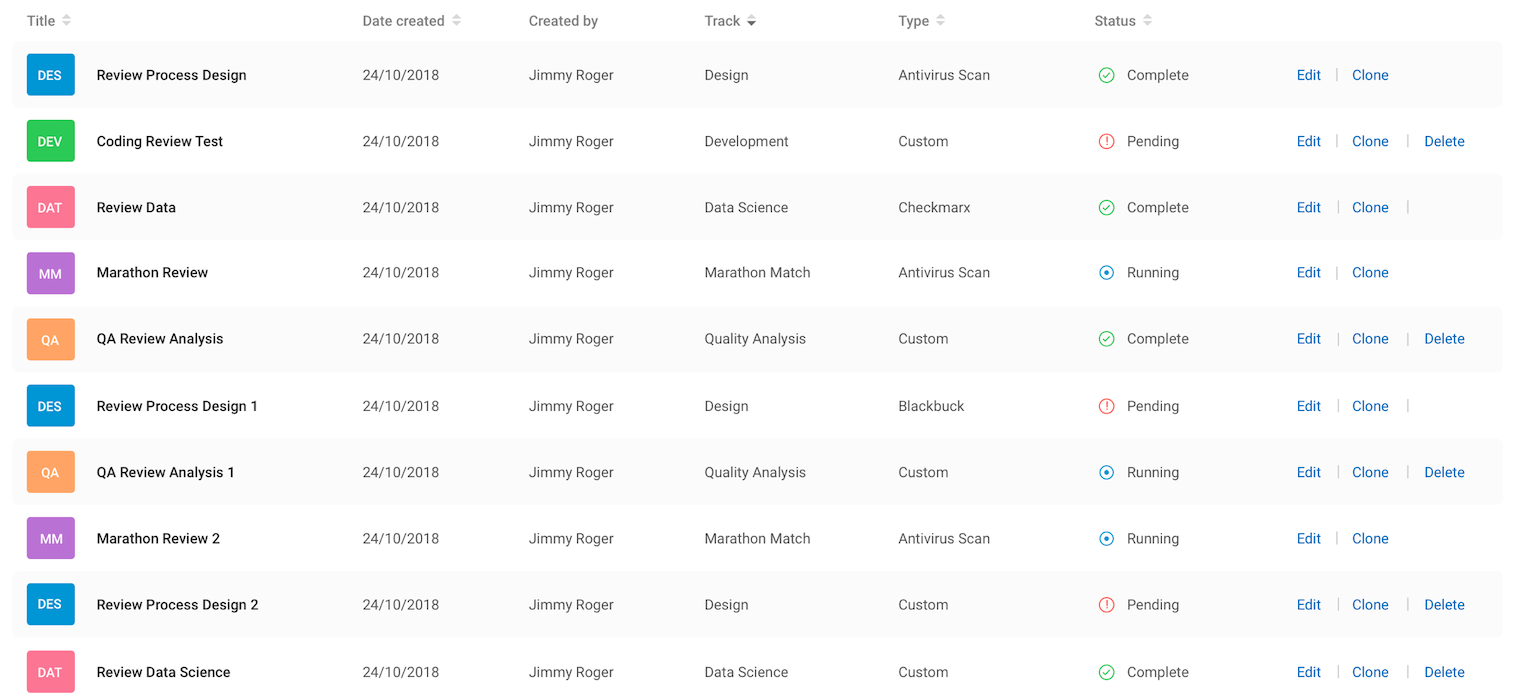 Title Date created Created by Track Type Status
DES Review Process Design 24/10/2018 Jimmy Roger Design Antivirus Scan Complete Edit | Clone
DEV Coding Review Test 24/10/2018 Jimmy Roger Development Custom Pending Edit | Clone | Delete
DAT Review Data 24/10/2018 Jimmy Roger Data Science Checkmarx Complete Edit | Clone |
MM Marathon Review 24/10/2018 Jimmy Roger Marathon Match Antivirus Scan Running Edit | Clone
QA QA Review Analysis 24/10/2018 Jimmy Roger Quality Analysis Custom Complete Edit | Clone | Delete
DES Review Process Design 1 24/10/2018 Jimmy Roger Design Blackbuck Pending Edit | Clone |
QA QA Review Analysis 1 24/10/2018 Jimmy Roger Quality Analysis Custom Running Edit | Clone | Delete
MM Marathon Review 2 24/10/2018 Jimmy Roger Marathon Match Antivirus Scan Running Edit | Clone
DES Review Process Design 2 24/10/2018 Jimmy Roger Design Custom Pending Edit | Clone | Delete
DAT Review Data Science 24/10/2018 Jimmy Roger Data Science Custom Complete Edit | Clone | Delete